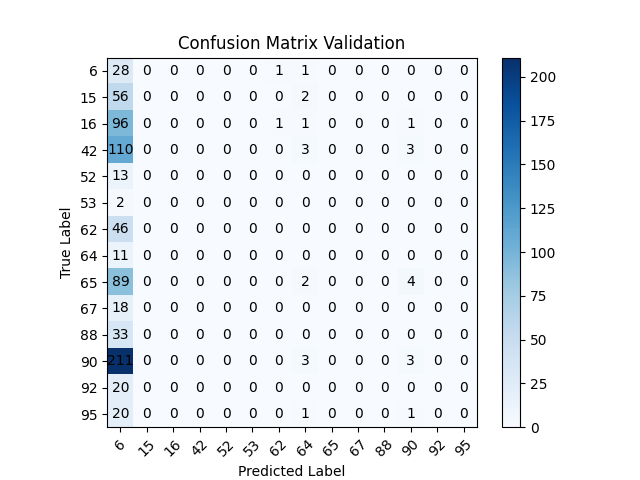 Confusion Matrix Validation
True Label
6 28 0 0 0 0 0 1 1 0 0 0 0 0 0
15 56 0 0 0 0 0 0 2 0 0 0 0 0 0
16 96 0 0 0 0 0 1 1 0 0 0 1 0 0
42 110 0 0 0 0 0 0 3 0 0 0 3 0 0
52 13 0 0 0 0 0 0 0 0 0 0 0 0 0
53 2 0 0 0 0 0 0 0 0 0 0 0 0 0
62 46 0 0 0 0 0 0 0 0 0 0 0 0 0
64 11 0 0 0 0 0 0 0 0 0 0 0 0 0
65 89 0 0 0 0 0 0 2 0 0 0 4 0 0
67 18 0 0 0 0 0 0 0 0 0 0 0 0 0
88 33 0 0 0 0 0 0 0 0 0 0 0 0 0
90 211 0 0 0 0 0 0 3 0 0 0 3 0 0
92 20 0 0 0 0 0 0 0 0 0 0 0 0 0
95 20 0 0 0 0 0 0 1 0 0 0 1 0 0
6 15 16 42 52 53 62 64 65 67 88 90 92 95
Predicted Label
200
175
150
125
100
75
50
25
0